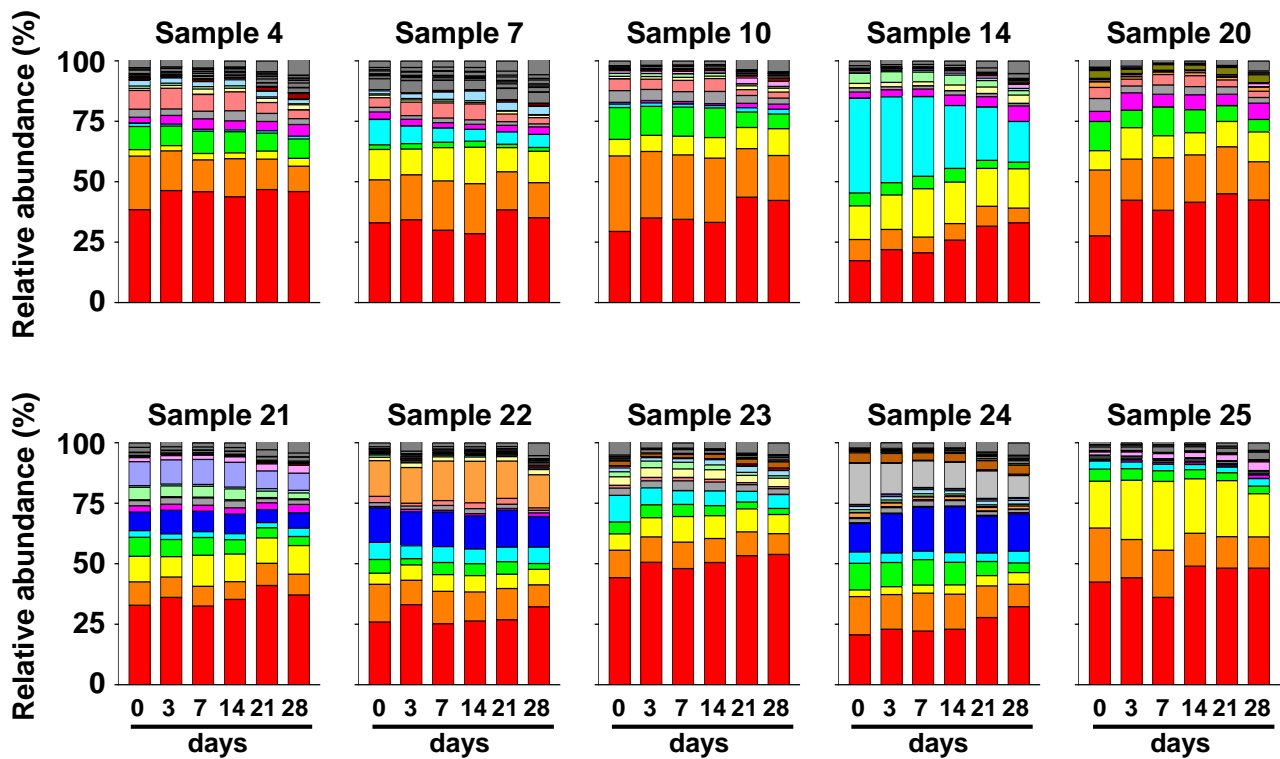 Relative abundance (%)
Sample 4 Sample 7 Sample 10 Sample 14 Sample 20
100
75
50
25
0
Relative abundance (%)
Sample 21 Sample 22 Sample 23 Sample 24 Sample 25
100
75
50
25
0
0 3 7 14 21 28 0 3 7 14 21 28 0 3 7 14 21 28 0 3 7 14 21 28 0 3 7 14 21 28
days days days days days